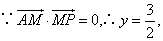 ∵ $\overrightarrow{AM} \cdot \overrightarrow{MP} = 0$, ∴ $y = \frac{3}{2}$,